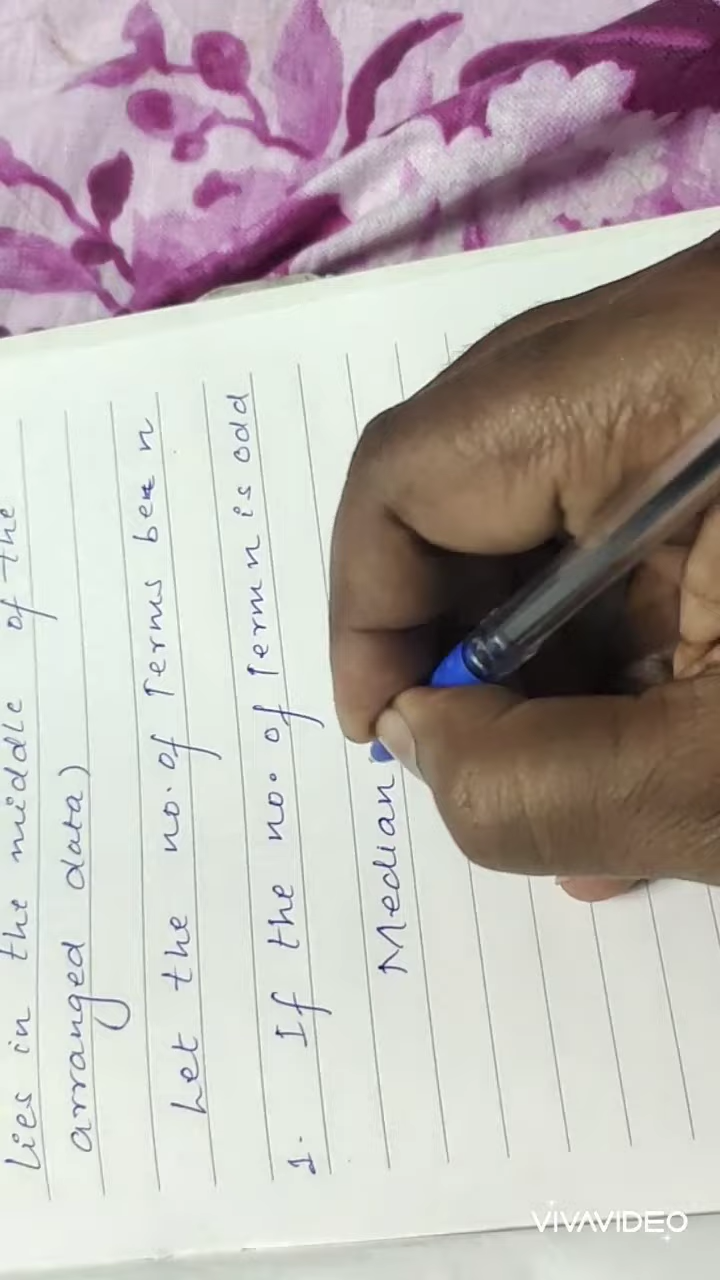 lies in the middle of the
arranged data)
Let the no. of Terms be n
1. If the no. of Term n is odd
Median
VIVAVIDEO